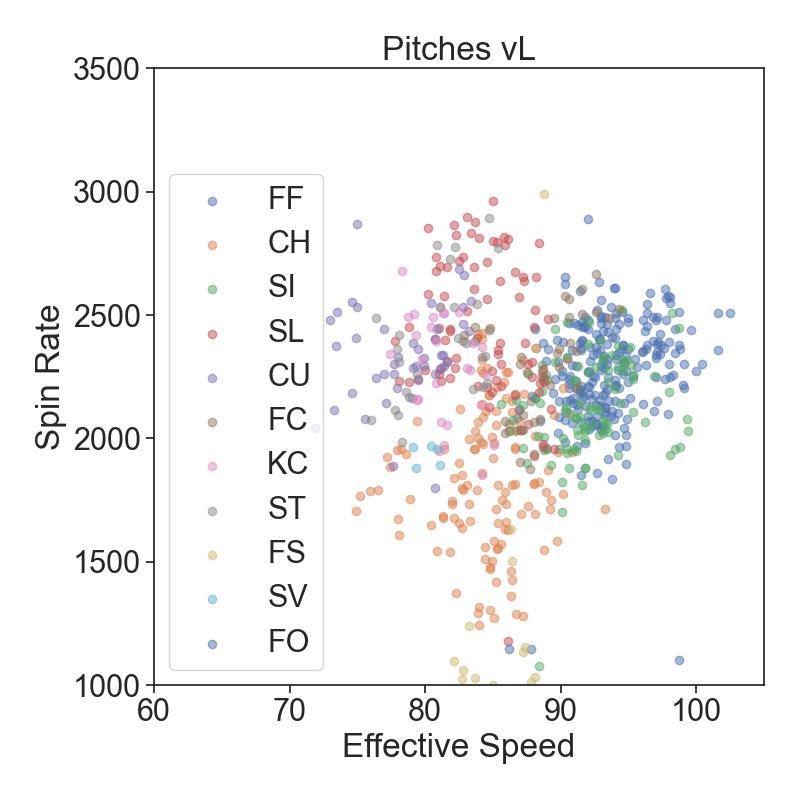 Pitches vL
3500
3000
2500
2000
1500
1000
Spin Rate
FF
CH
SI
SL
CU
FC
KC
ST
FS
SV
FO
60 70 80 90 100
Effective Speed